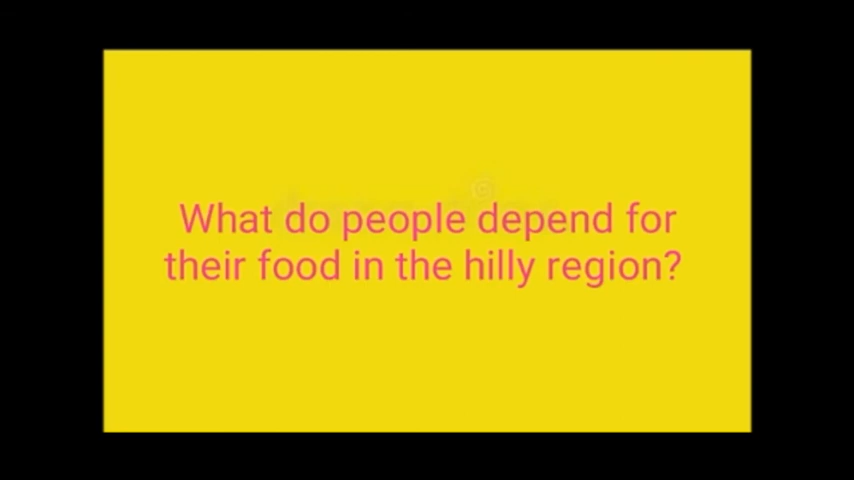 What do people depend for
their food in the hilly region?